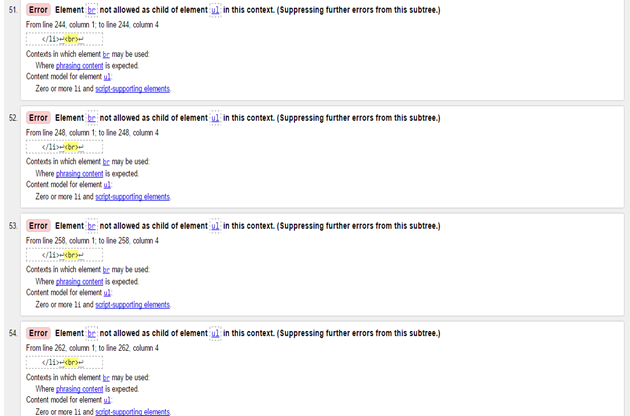 51. Error Element br not allowed as child of element ul in this context. (Suppressing further errors from this subtree.)
From line 244, column 1; to line 244, column 4
</li>↩<br>↩
Contexts in which element br may be used:
Where phrasing content is expected.
Content model for element ul:
Zero or more li and script-supporting elements.
52. Error Element br not allowed as child of element ul in this context. (Suppressing further errors from this subtree.)
From line 248, column 1; to line 248, column 4
</li>↩<br>↩
Contexts in which element br may be used:
Where phrasing content is expected.
Content model for element ul:
Zero or more li and script-supporting elements.
53. Error Element br not allowed as child of element ul in this context. (Suppressing further errors from this subtree.)
From line 258, column 1; to line 258, column 4
</li>↩<br>↩
Contexts in which element br may be used:
Where phrasing content is expected.
Content model for element ul:
Zero or more li and script-supporting elements.
54. Error Element br not allowed as child of element ul in this context. (Suppressing further errors from this subtree.)
From line 262, column 1; to line 262, column 4
</li>↩<br>↩
Contexts in which element br may be used:
Where phrasing content is expected.
Content model for element ul:
Zero or more li and script-supporting elements.